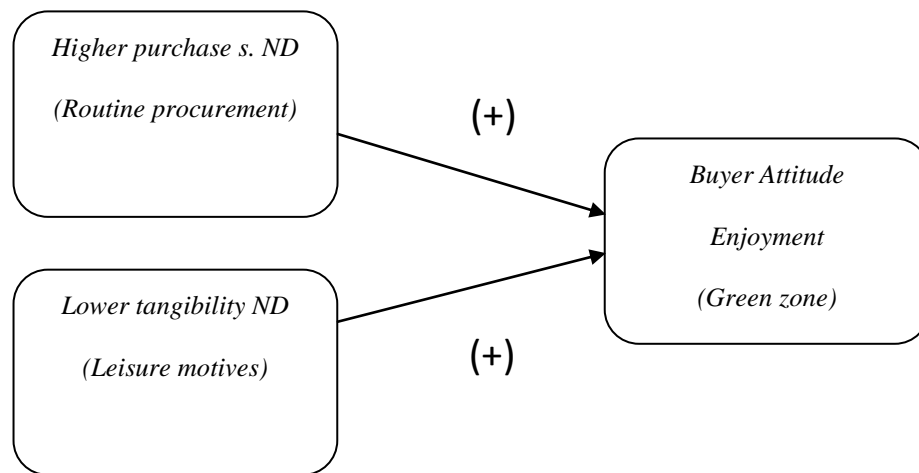 Higher purchase s. ND
(Routine procurement)
(+)
Buyer Attitude
Enjoyment
(Green zone)
Lower tangibility ND
(Leisure motives)
(+)